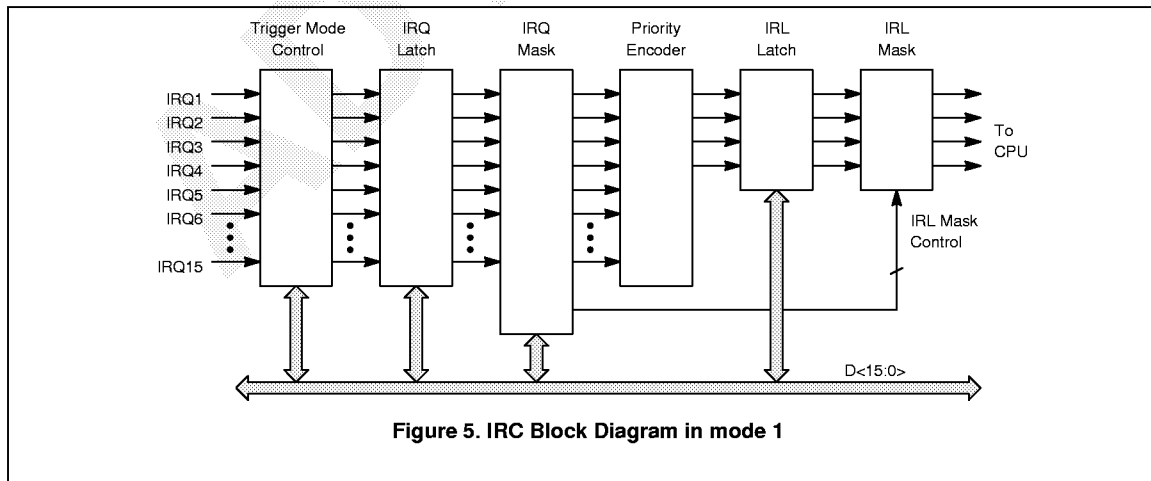 Trigger Mode Control
IRQ Latch
IRQ Mask
Priority Encoder
IRL Latch
IRL Mask
IRQ1
IRQ2
IRQ3
IRQ4
IRQ5
IRQ6
IRQ15
To CPU
IRL Mask Control
D<15:0>
Figure 5. IRC Block Diagram in mode 1